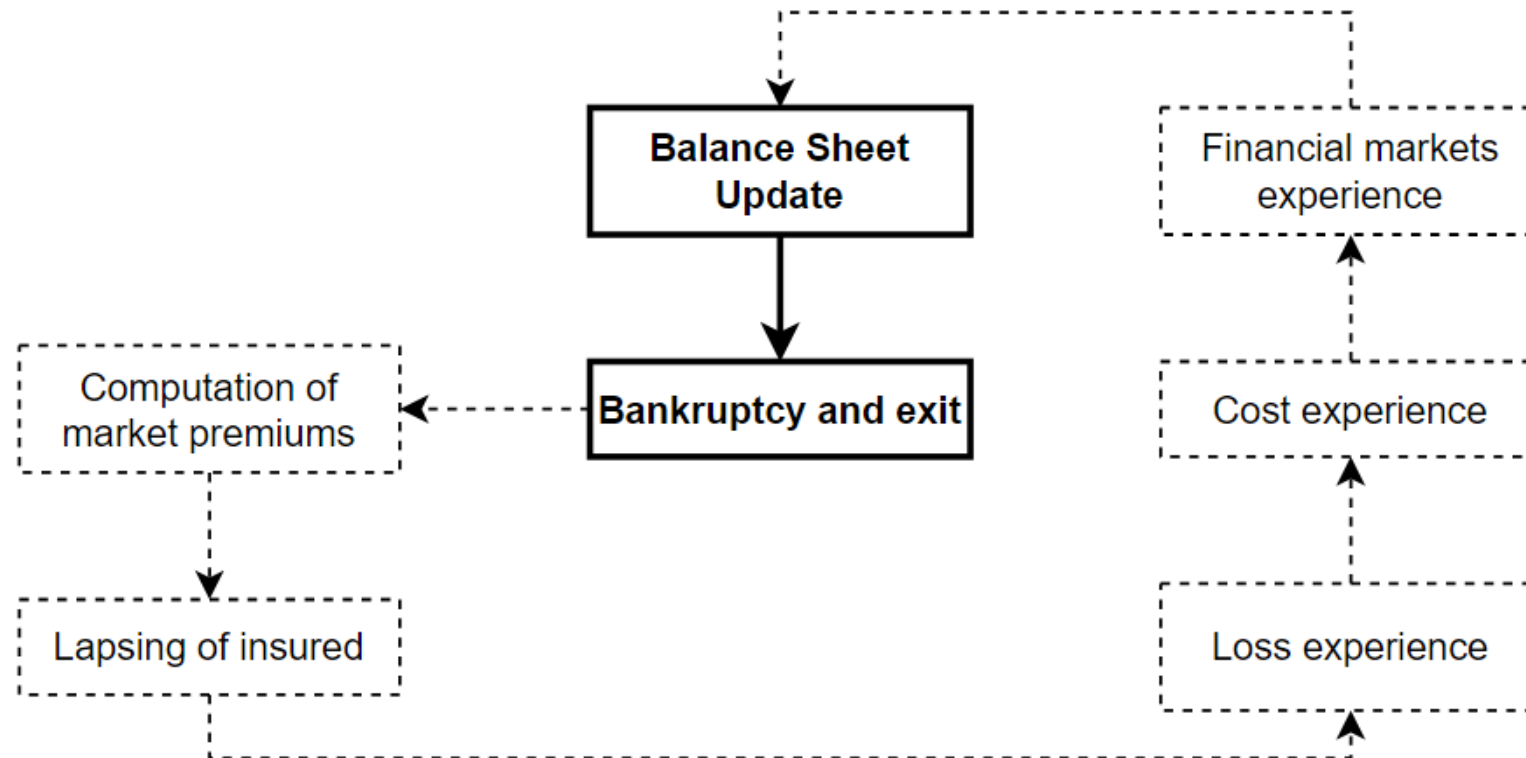 Balance Sheet
Update
Financial markets
experience
Computation of
market premiums
Bankruptcy and exit
Cost experience
Lapsing of insured
Loss experience